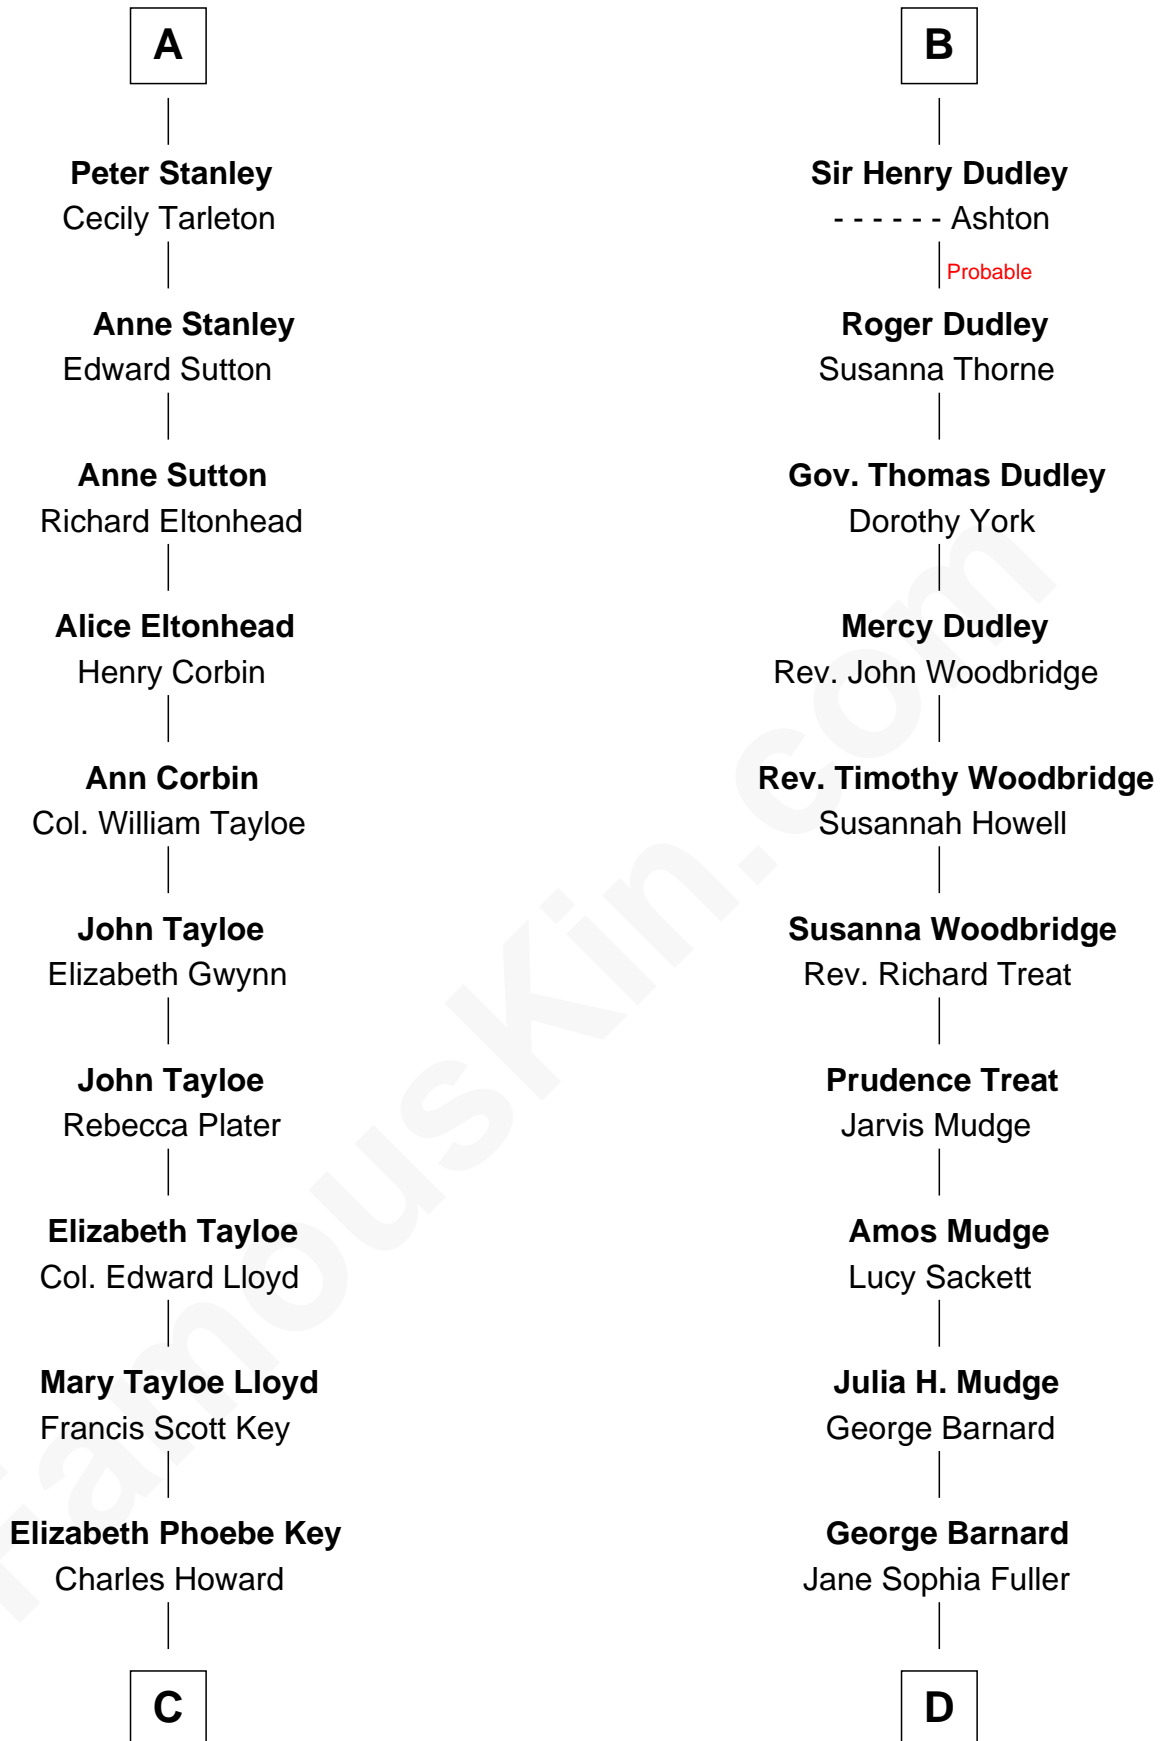 A
Peter Stanley
Cecily Tarleton
Anne Stanley
Edward Sutton
Anne Sutton
Richard Eltonhead
Alice Eltonhead
Henry Corbin
Ann Corbin
Col. William Tayloe
John Tayloe
Elizabeth Gwynn
John Tayloe
Rebecca Plater
Elizabeth Tayloe
Col. Edward Lloyd
Mary Tayloe Lloyd
Francis Scott Key
Elizabeth Phoebe Key
Charles Howard
C
B
Sir Henry Dudley
- - - - - - Ashton
Probable
Roger Dudley
Susanna Thorne
Gov. Thomas Dudley
Dorothy York
Mercy Dudley
Rev. John Woodbridge
Rev. Timothy Woodbridge
Susannah Howell
Susanna Woodbridge
Rev. Richard Treat
Prudence Treat
Jarvis Mudge
Amos Mudge
Lucy Sackett
Julia H. Mudge
George Barnard
George Barnard
Jane Sophia Fuller
D
FamousKin.com